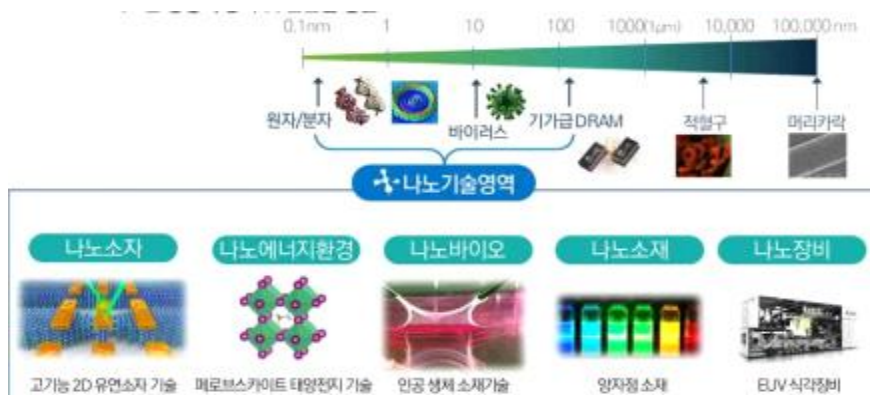 0.1nm 1 10 100 1000(1μm) 10,000 100,000 nm
원자/분자 바이러스 기가급 DRAM 적혈구 머리카락
나노기술영역
나노소자 나노에너지환경 나노바이오 나노소재 나노장비
고기능 2D 유연소자 기술 페로브스카이트 태양전지 기술 인공 생체 소재기술 양자점 소재 EUV 식각장비